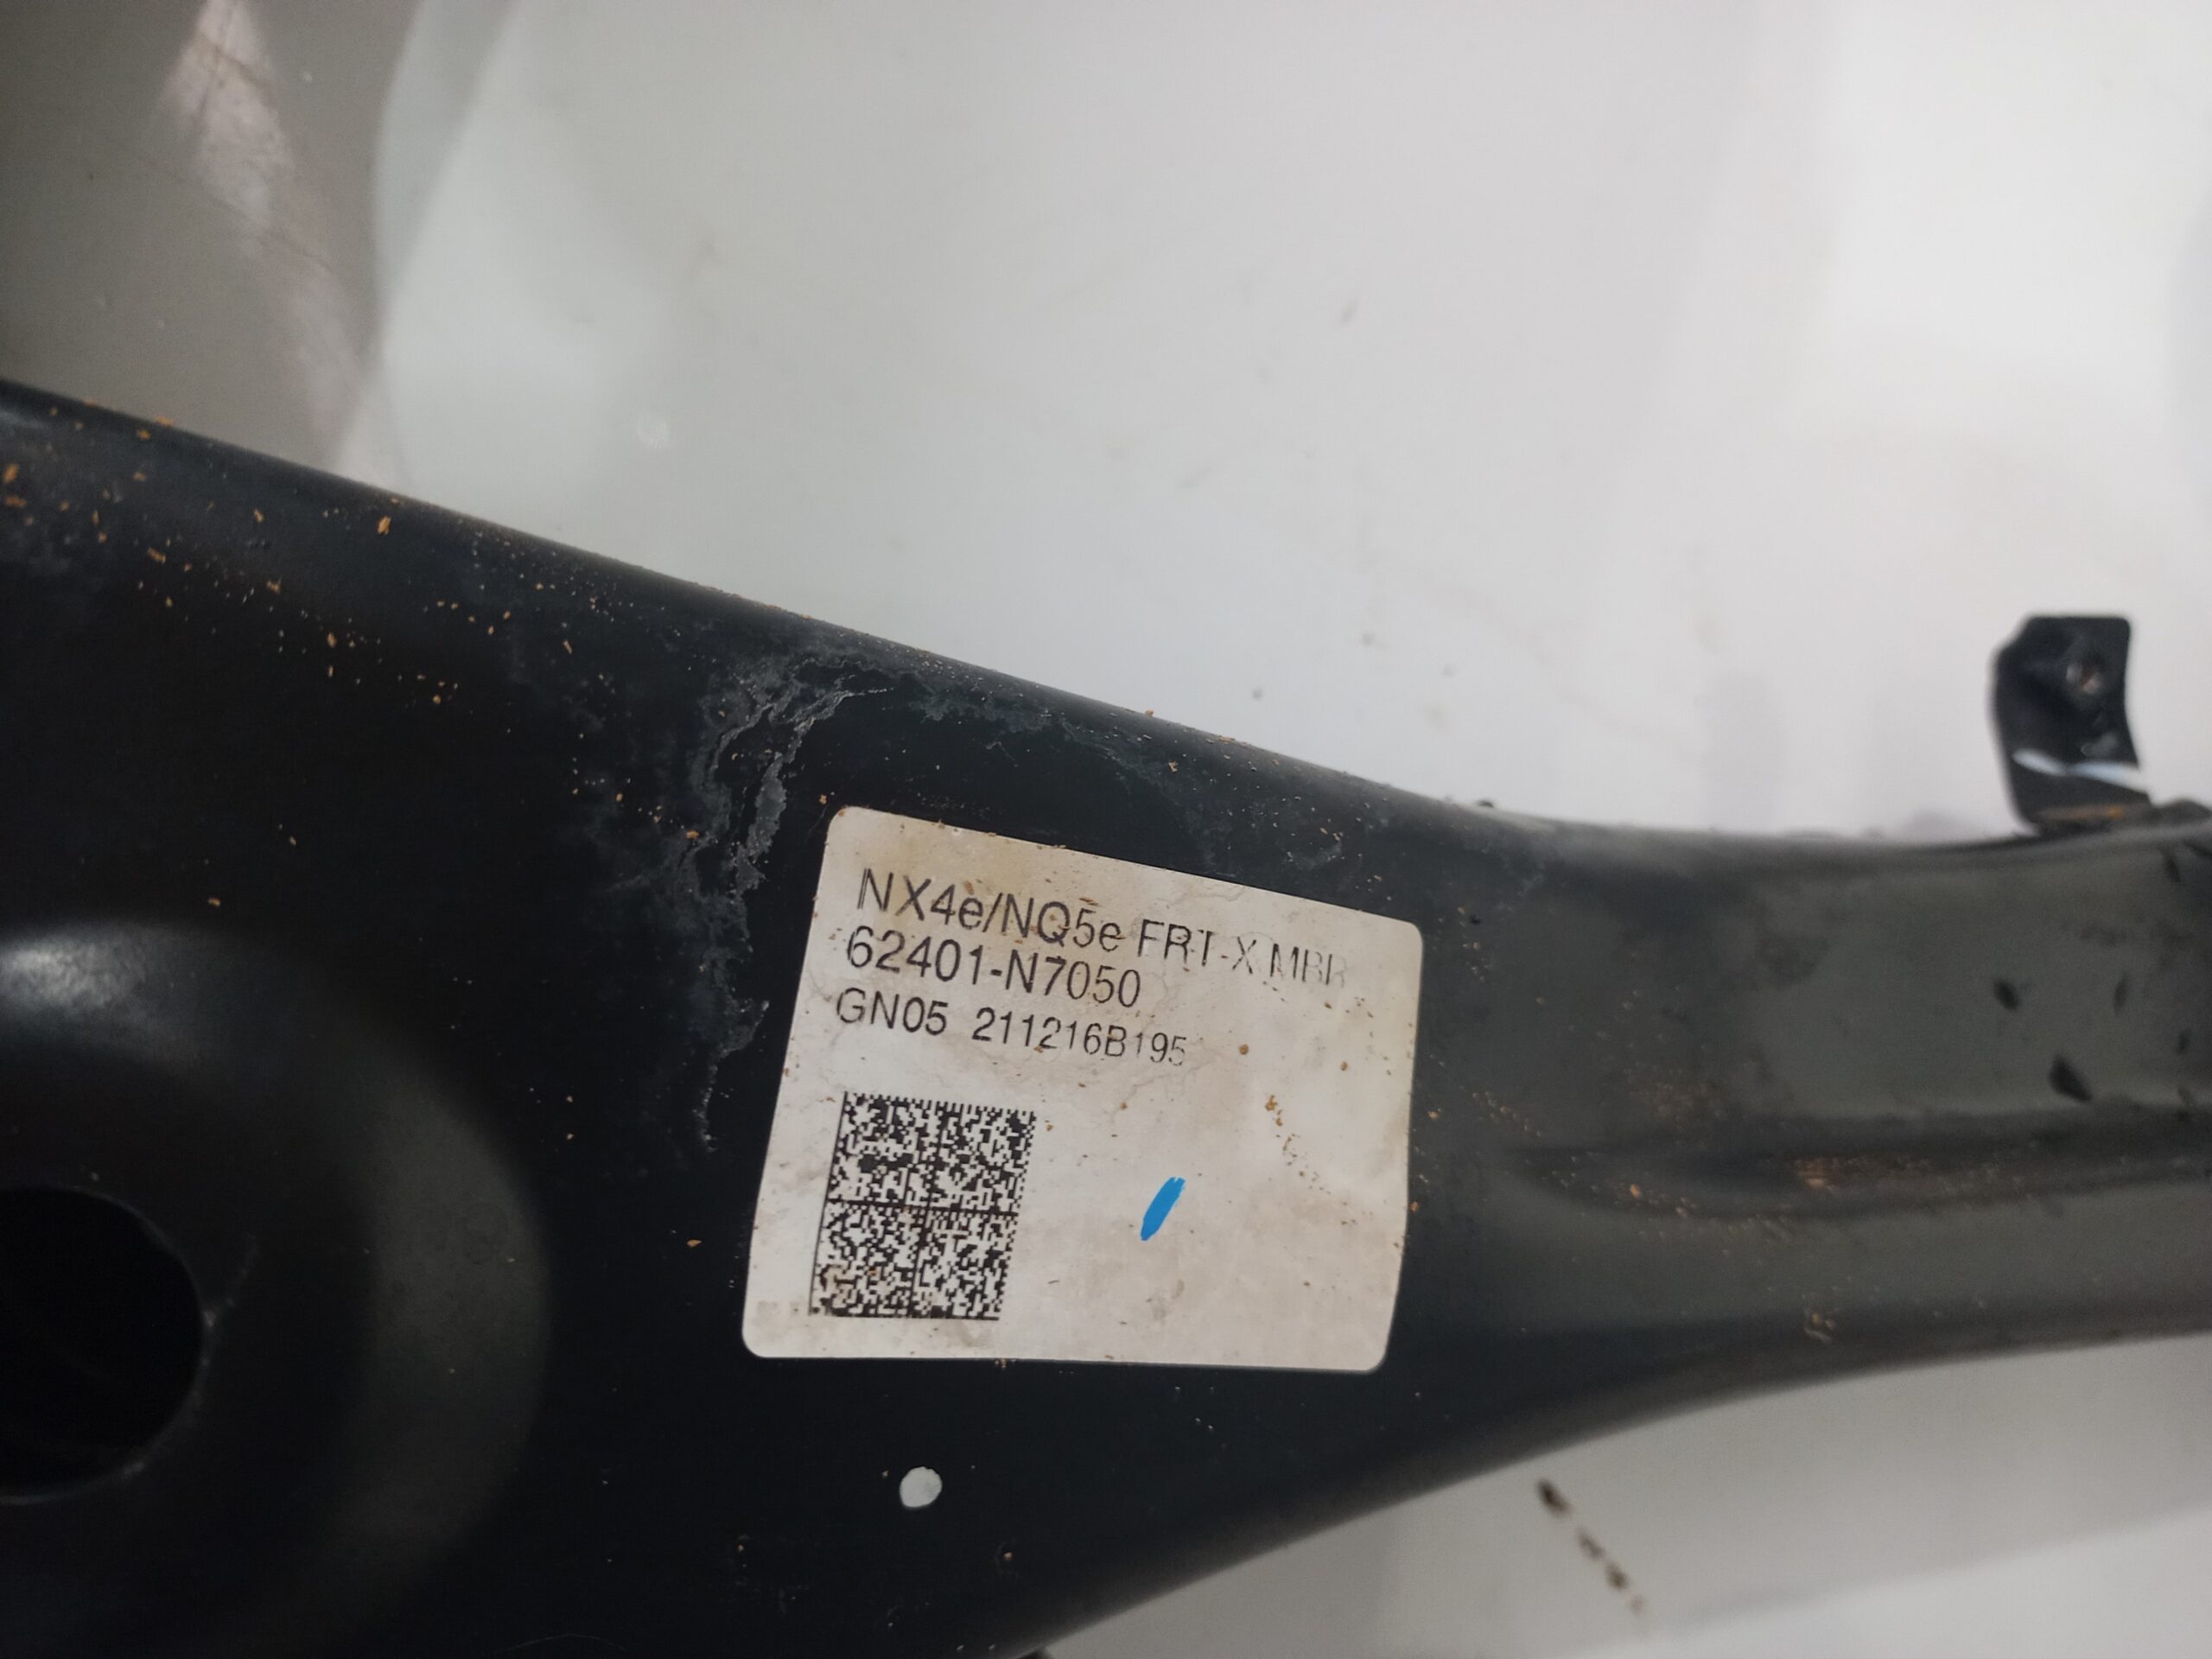 NX4e/NQ5e FRT-X MBR
62401-N7050
GN05 211216B195